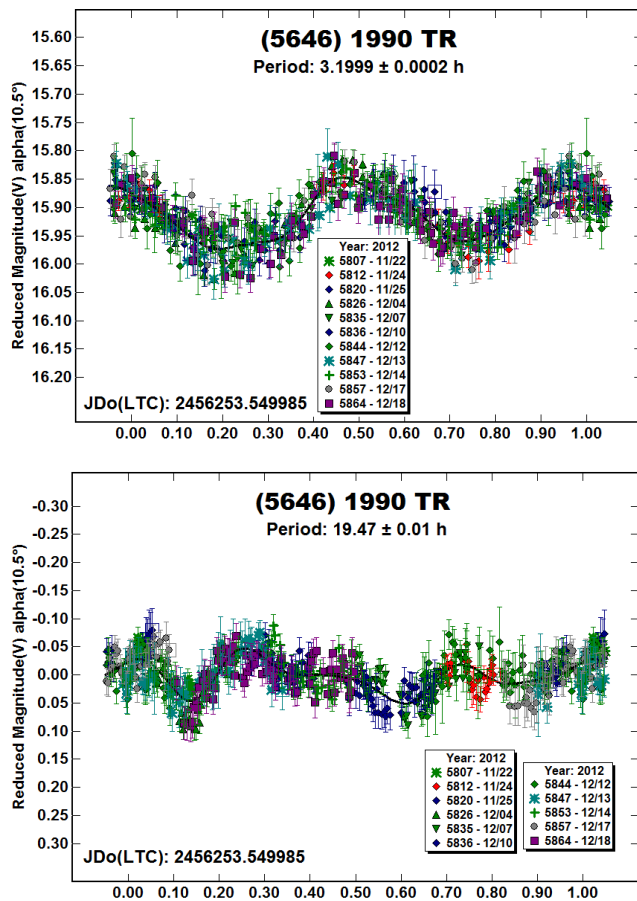 (5646) 1990 TR
Period: 3.1999 ± 0.0002 h
Reduced Magnitude(V) alpha(10.5°)
15.60
15.65
15.70
15.75
15.80
15.85
15.90
15.95
16.00
16.05
16.10
16.15
16.20
Year: 2012
5807 - 11/22
5812 - 11/24
5820 - 11/25
5826 - 12/04
5835 - 12/07
5836 - 12/10
5844 - 12/12
5847 - 12/13
5853 - 12/14
5857 - 12/17
5864 - 12/18
JDo(LTC): 2456253.549985
0.00 0.10 0.20 0.30 0.40 0.50 0.60 0.70 0.80 0.90 1.00
(5646) 1990 TR
Period: 19.47 ± 0.01 h
Reduced Magnitude(V) alpha(10.5°)
-0.30
-0.25
-0.20
-0.15
-0.10
-0.05
0.00
0.05
0.10
0.15
0.20
0.25
0.30
Year: 2012
5807 - 11/22
5812 - 11/24
5820 - 11/25
5826 - 12/04
5835 - 12/07
5836 - 12/10
Year: 2012
5844 - 12/12
5847 - 12/13
5853 - 12/14
5857 - 12/17
5864 - 12/18
JDo(LTC): 2456253.549985
0.00 0.10 0.20 0.30 0.40 0.50 0.60 0.70 0.80 0.90 1.00